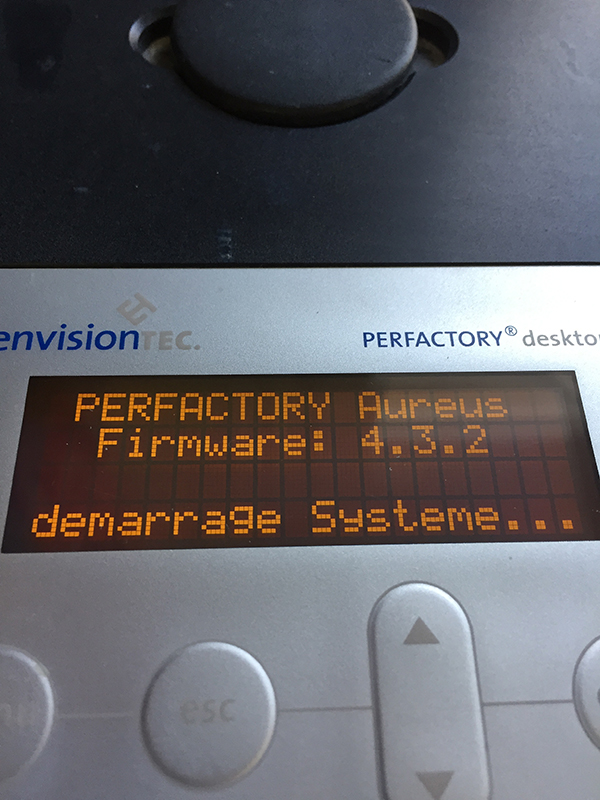 envisionTEC.
PERFACTORY® deskto
PERFACTORY Aureus
Firmware: 4.3.2
demarrage Systeme...
esc